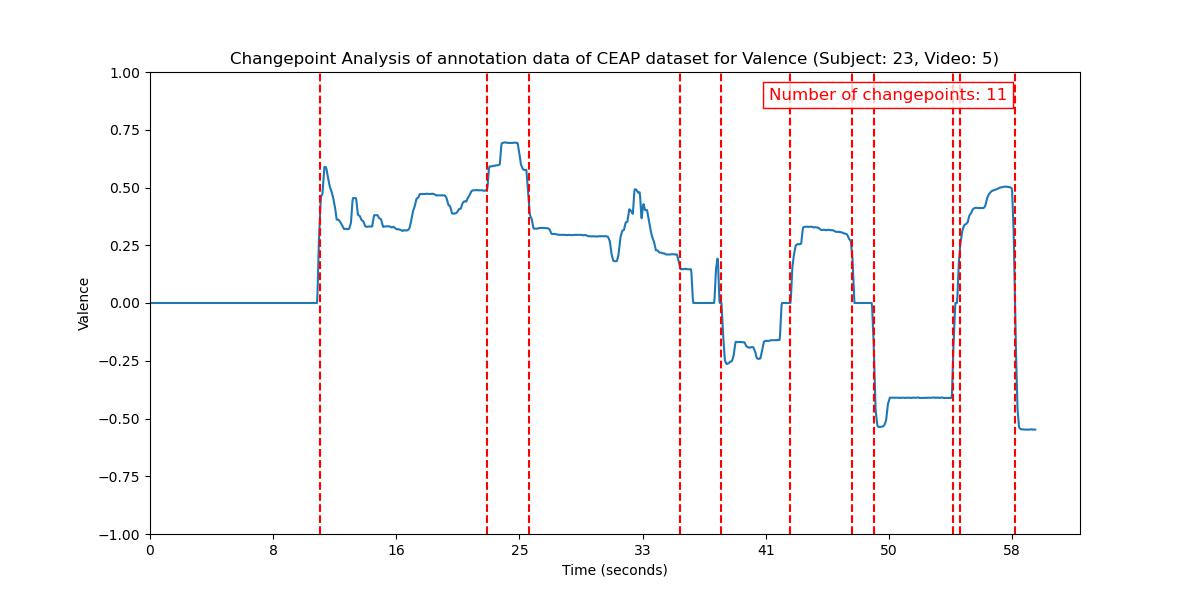 Changepoint Analysis of annotation data of CEAP dataset for Valence (Subject: 23, Video: 5)
Number of changepoints: 11
1.00
0.75
0.50
0.25
0.00
−0.25
−0.50
−0.75
−1.00
Valence
0 8 16 25 33 41 50 58
Time (seconds)